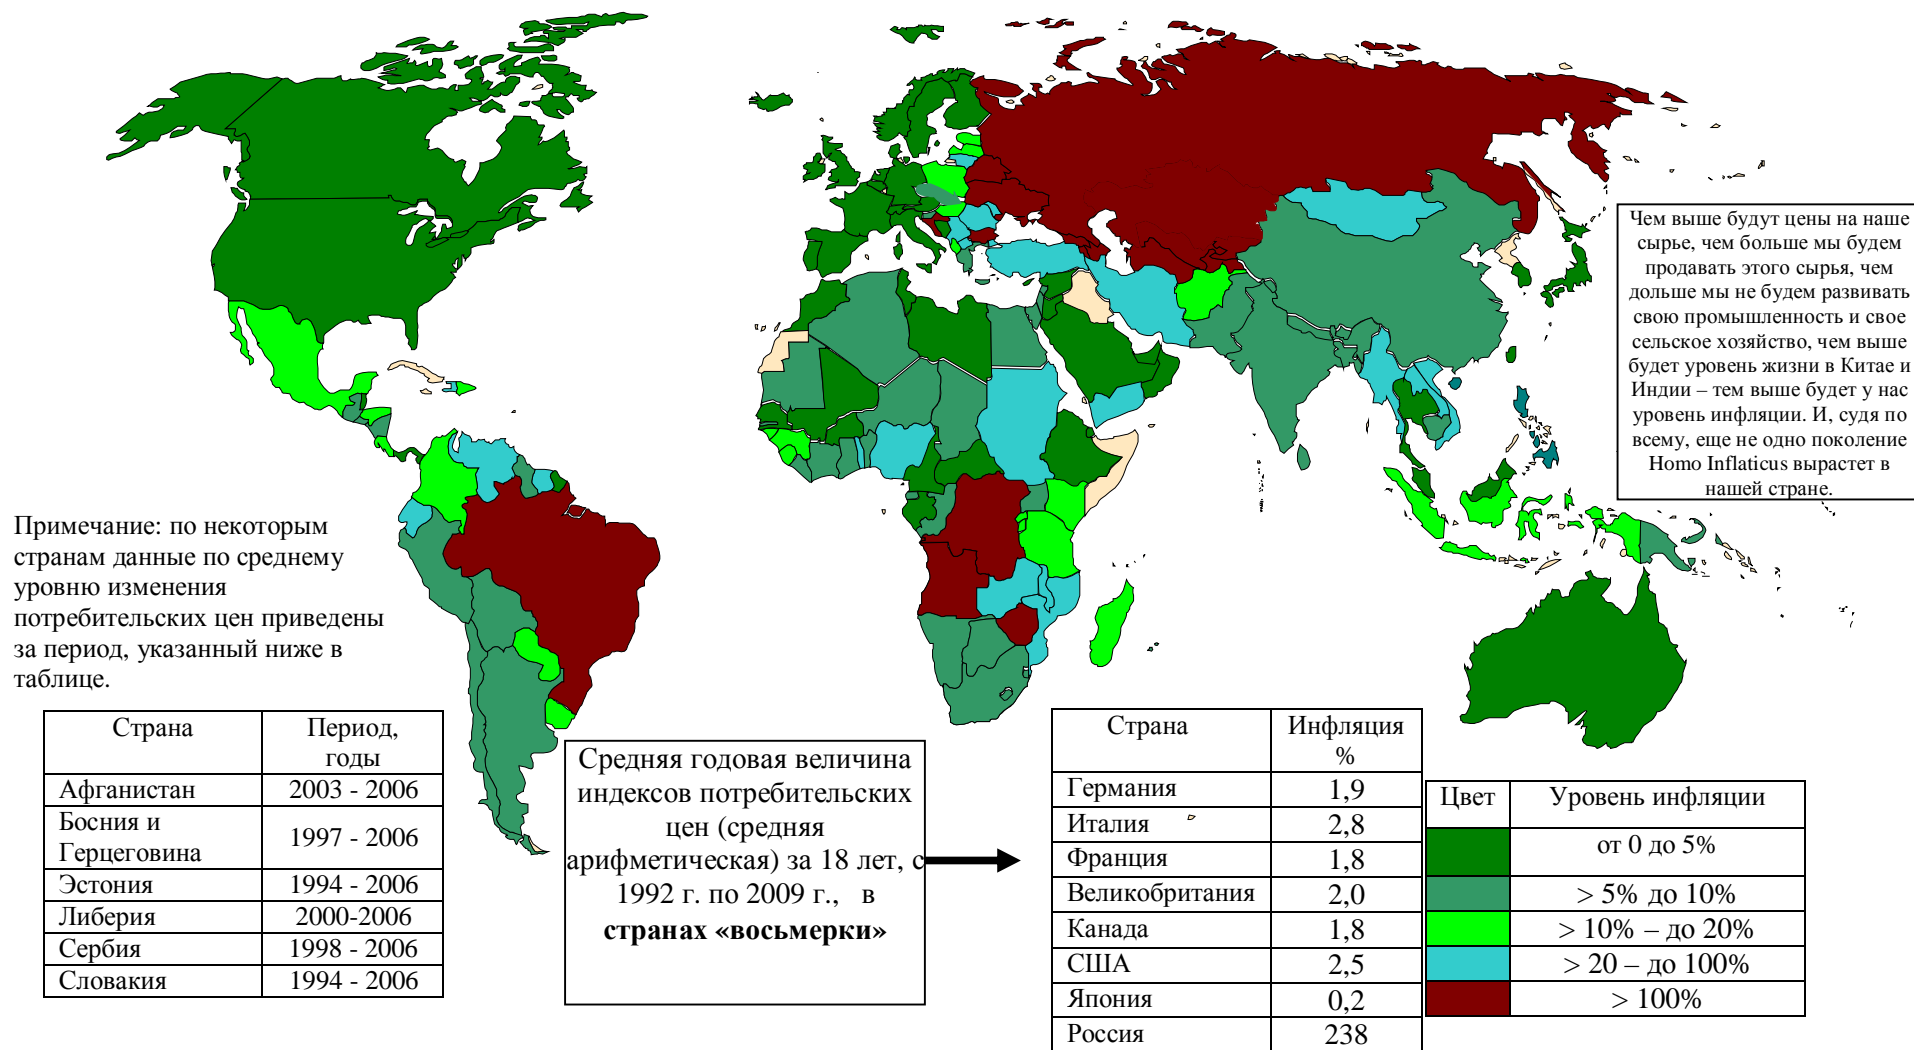 Чем выше будут цены на наше
сырье, чем больше мы будем
продавать этого сырья, чем
дольше мы не будем развивать
свою промышленность и свое
сельское хозяйство, чем выше
будет уровень жизни в Китае и
Индии – тем выше будет у нас
уровень инфляции. И, судя по
всему, еще не одно поколение
Homo Inflaticus вырастет в
нашей стране.
Примечание: по некоторым
странам данные по среднему
уровню изменения
потребительских цен приведены
за период, указанный ниже в
таблице.
Страна Период,
годы
Афганистан 2003 - 2006
Босния и
Герцеговина 1997 - 2006
Эстония 1994 - 2006
Либерия 2000-2006
Сербия 1998 - 2006
Словакия 1994 - 2006
Средняя годовая величина
индексов потребительских
цен (средняя
арифметическая) за 18 лет, с
1992 г. по 2009 г., в
странах «восьмерки»
Страна Инфляция
%
Германия 1,9
Италия 2,8
Франция 1,8
Великобритания 2,0
Канада 1,8
США 2,5
Япония 0,2
Россия 238
Цвет Уровень инфляции
от 0 до 5%
> 5% до 10%
> 10% – до 20%
> 20 – до 100%
> 100%